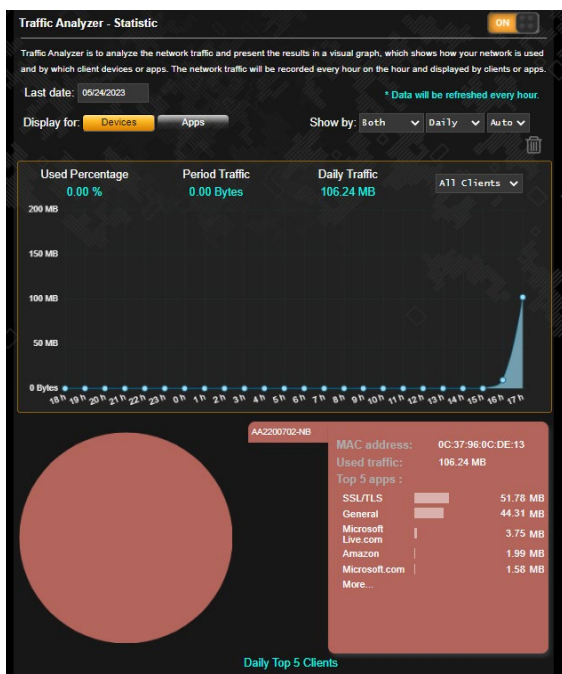 Traffic Analyzer - Statistic
ON
Traffic Analyzer is to analyze the network traffic and present the results in a visual graph, which shows how your network is used
and by which client devices or apps. The network traffic will be recorded every hour on the hour and displayed by clients or apps.
Last date: 05/24/2023
* Data will be refreshed every hour.
Display for: Devices Apps Show by: Both Daily Auto
Used Percentage Period Traffic Daily Traffic
All Clients
0.00 % 0.00 Bytes 106.24 MB
200 MB
150 MB
100 MB
50 MB
0 Bytes
18 h 19 h 20 h 21 h 22 h 23 h 0 h 1 h 2 h 3 h 4 h 5 h 6 h 7 h 8 h 9 h 10 h 11 h 12 h 13 h 14 h 15 h 16 h 17 h
AA2200702-NB
MAC address: 0C:37:96:0C:DE:13
Used traffic: 106.24 MB
Top 5 apps :
SSL/TLS 51.78 MB
General 44.31 MB
Microsoft
Live.com 3.75 MB
Amazon 1.99 MB
Microsoft.com 1.58 MB
More...
Daily Top 5 Clients